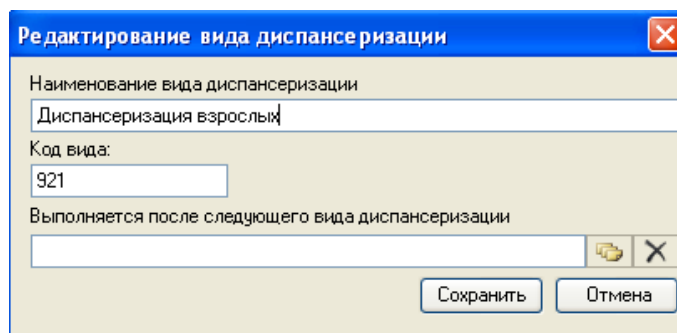 Редактирование вида диспансеризации
Наименование вида диспансеризации
Диспансеризация взрослых
Код вида:
921
Выполняется после следующего вида диспансеризации
Сохранить Отмена